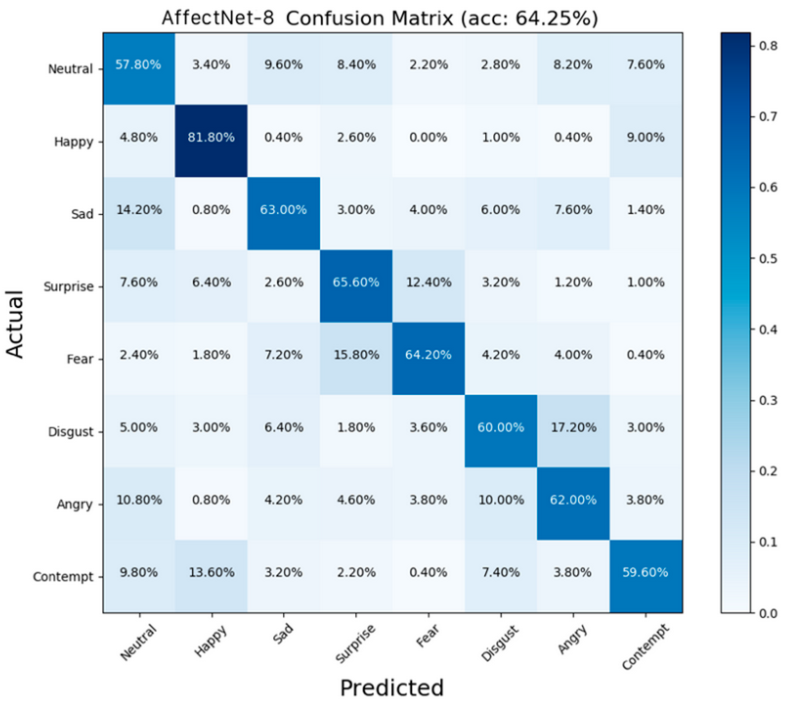 AffectNet-8 Confusion Matrix (acc: 64.25%)
Neutral 57.80% 3.40% 9.60% 8.40% 2.20% 2.80% 8.20% 7.60%
Happy 4.80% 81.80% 0.40% 2.60% 0.00% 1.00% 0.40% 9.00%
Sad 14.20% 0.80% 63.00% 3.00% 4.00% 6.00% 7.60% 1.40%
Surprise 7.60% 6.40% 2.60% 65.60% 12.40% 3.20% 1.20% 1.00%
Fear 2.40% 1.80% 7.20% 15.80% 64.20% 4.20% 4.00% 0.40%
Disgust 5.00% 3.00% 6.40% 1.80% 3.60% 60.00% 17.20% 3.00%
Angry 10.80% 0.80% 4.20% 4.60% 3.80% 10.00% 62.00% 3.80%
Contempt 9.80% 13.60% 3.20% 2.20% 0.40% 7.40% 3.80% 59.60%
Neutral Happy Sad Surprise Fear Disgust Angry Contempt
Predicted
Actual
0.8
0.7
0.6
0.5
0.4
0.3
0.2
0.1
0.0